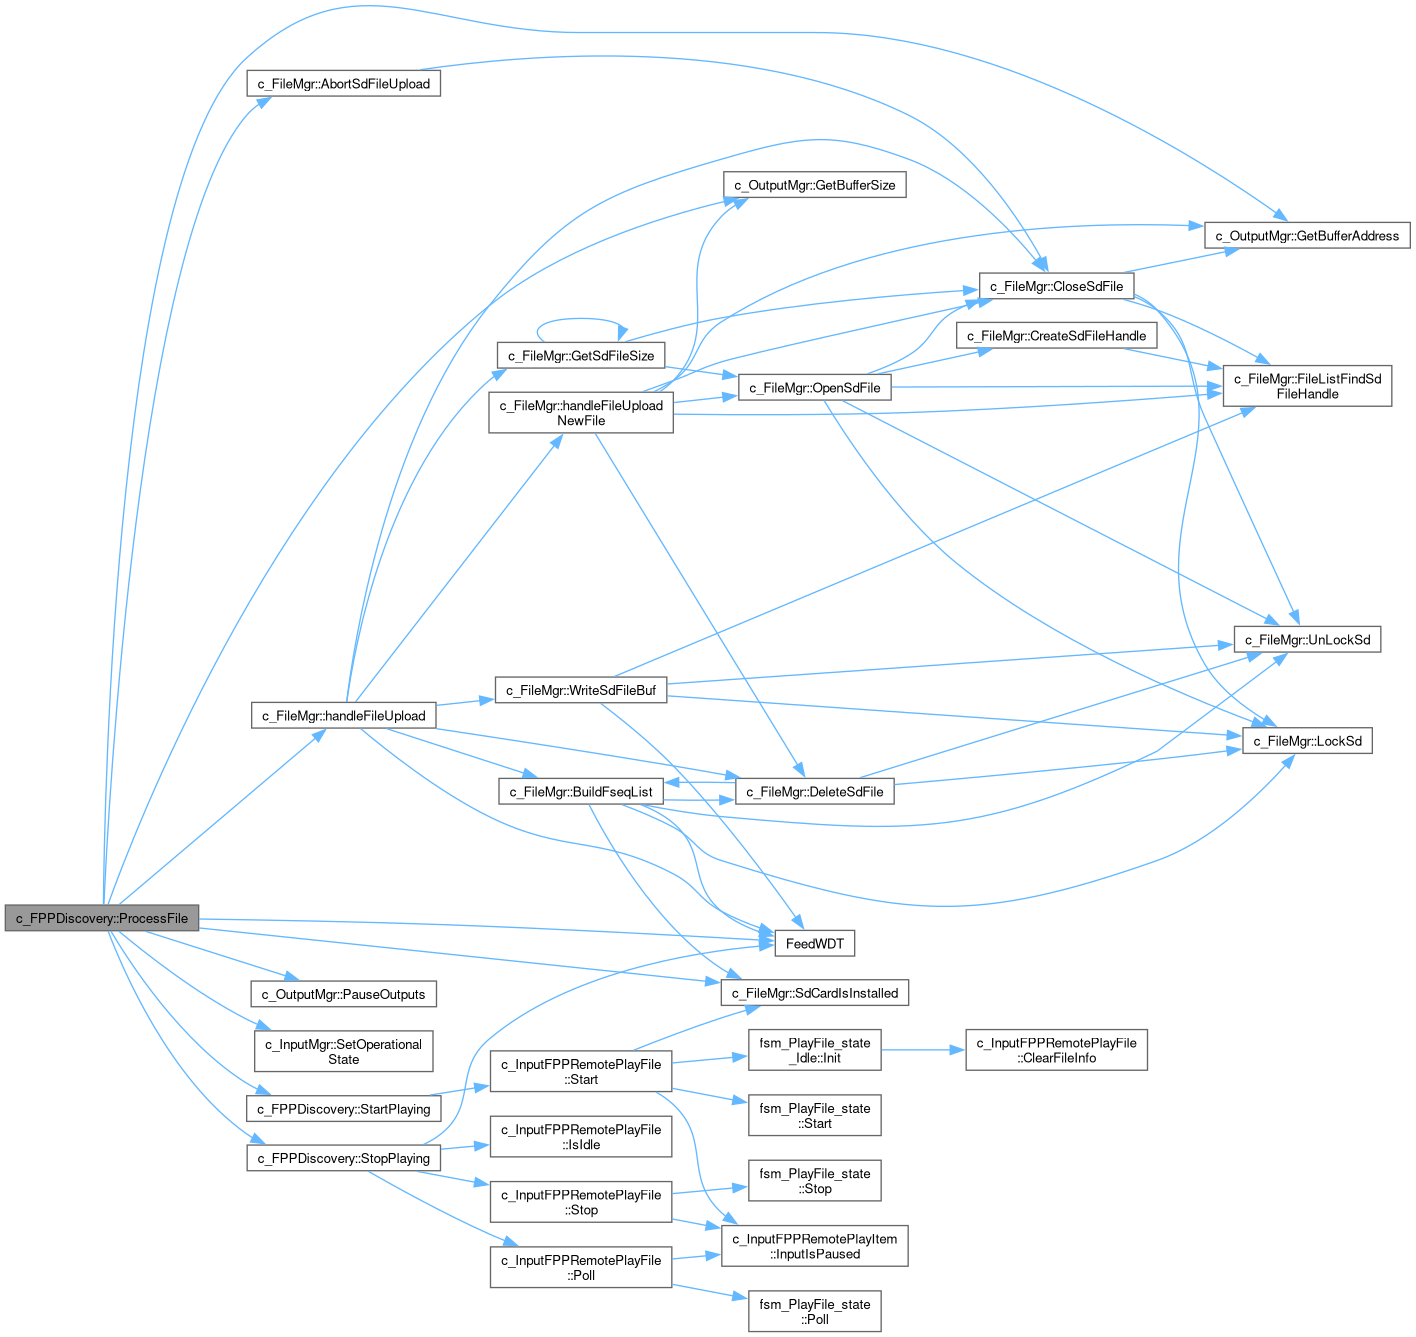 c_FileMgr::AbortSdFileUpload
c_OutputMgr::GetBufferSize
c_OutputMgr::GetBufferAddress
c_FileMgr::CloseSdFile
c_FileMgr::CreateSdFileHandle
c_FileMgr::GetSdFileSize
c_FileMgr::OpenSdFile
c_FileMgr::FileListFindSd
FileHandle
c_FileMgr::handleFileUpload
NewFile
c_FileMgr::UnLockSd
c_FileMgr::WriteSdFileBuf
c_FileMgr::handleFileUpload
c_FileMgr::LockSd
c_FileMgr::BuildFseqList
c_FileMgr::DeleteSdFile
c_FPPDiscovery::ProcessFile
FeedWDT
c_OutputMgr::PauseOutputs
c_FileMgr::SdCardIsInstalled
c_InputMgr::SetOperational
State
fsm_PlayFile_state
_Idle::Init
c_InputFPPRemotePlayFile
::ClearFileInfo
c_InputFPPRemotePlayFile
::Start
c_FPPDiscovery::StartPlaying
fsm_PlayFile_state
::Start
c_InputFPPRemotePlayFile
::IsIdle
c_FPPDiscovery::StopPlaying
fsm_PlayFile_state
::Stop
c_InputFPPRemotePlayFile
::Stop
c_InputFPPRemotePlayItem
::InputIsPaused
c_InputFPPRemotePlayFile
::Poll
fsm_PlayFile_state
::Poll